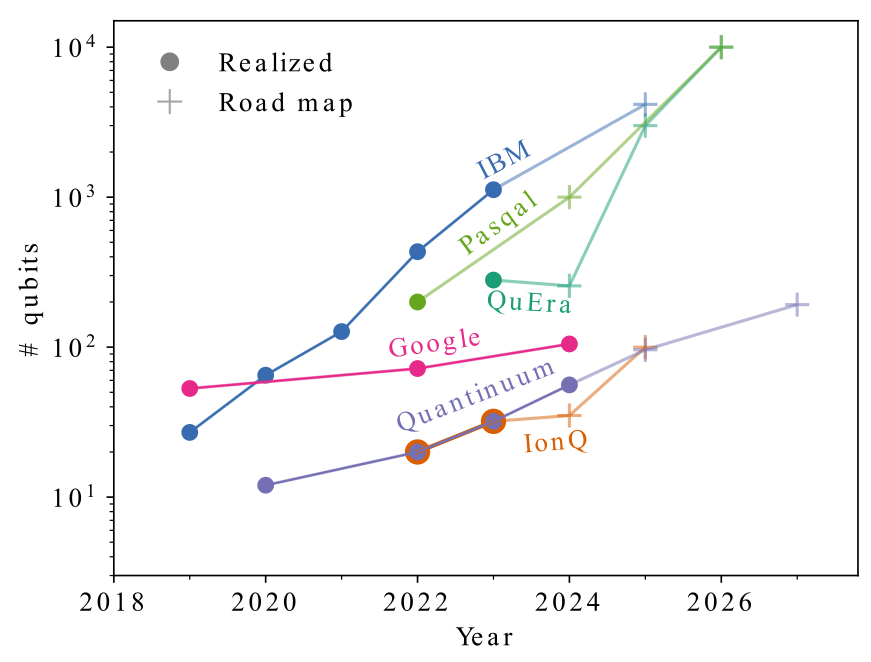 10⁴
Realized
Road map
IBM
10³
Pasqal
QuEra
# qubits
10²
Google
Quantinuum
IonQ
10¹
2018 2020 2022 2024 2026
Year